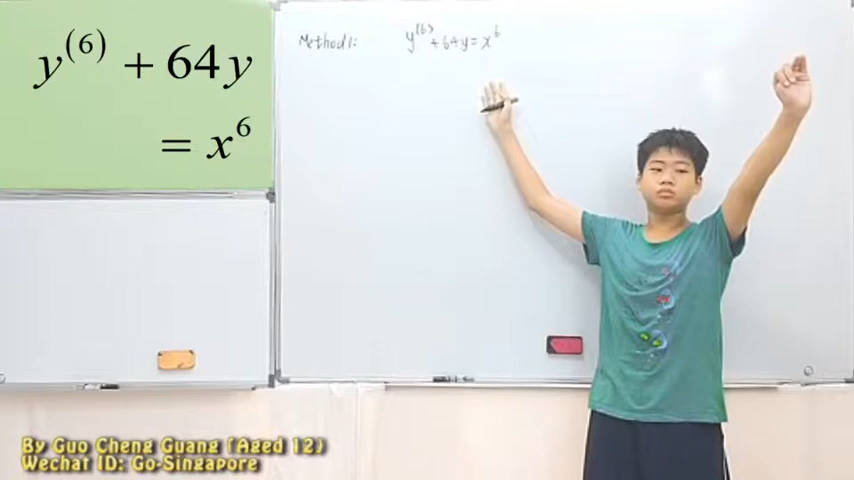 y^(6) + 64y
= x^6
Method1: y^(6) + 64y = x^6
By Guo Cheng Guang (Aged 12)
Wechat ID: Go-Singapore